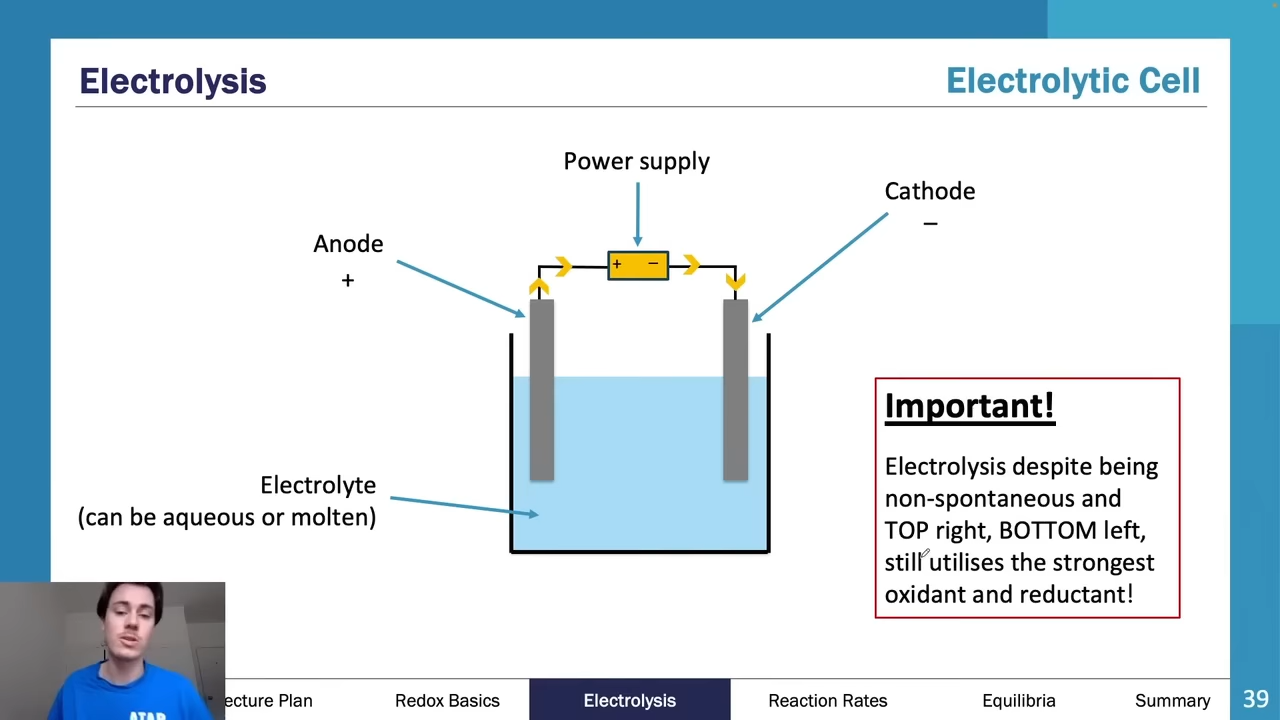 Electrolysis
Electrolytic Cell
Power supply
Cathode
–
Anode
+
+ –
Important!
Electrolysis despite being
non-spontaneous and
TOP right, BOTTOM left,
still utilises the strongest
oxidant and reductant!
Electrolyte
(can be aqueous or molten)
ATAR
ecture Plan
Redox Basics
Electrolysis
Reaction Rates
Equilibria
Summary
39